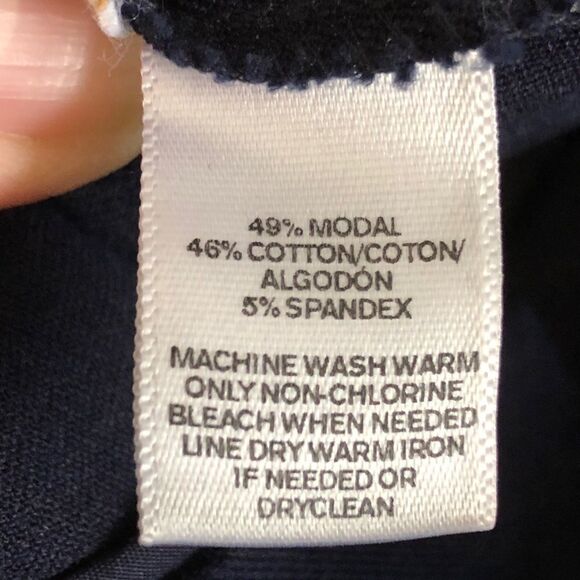 49% MODAL
46% COTTON/COTON/
ALGODÓN
5% SPANDEX
MACHINE WASH WARM
ONLY NON-CHLORINE
BLEACH WHEN NEEDED
LINE DRY WARM IRON
IF NEEDED OR
DRYCLEAN